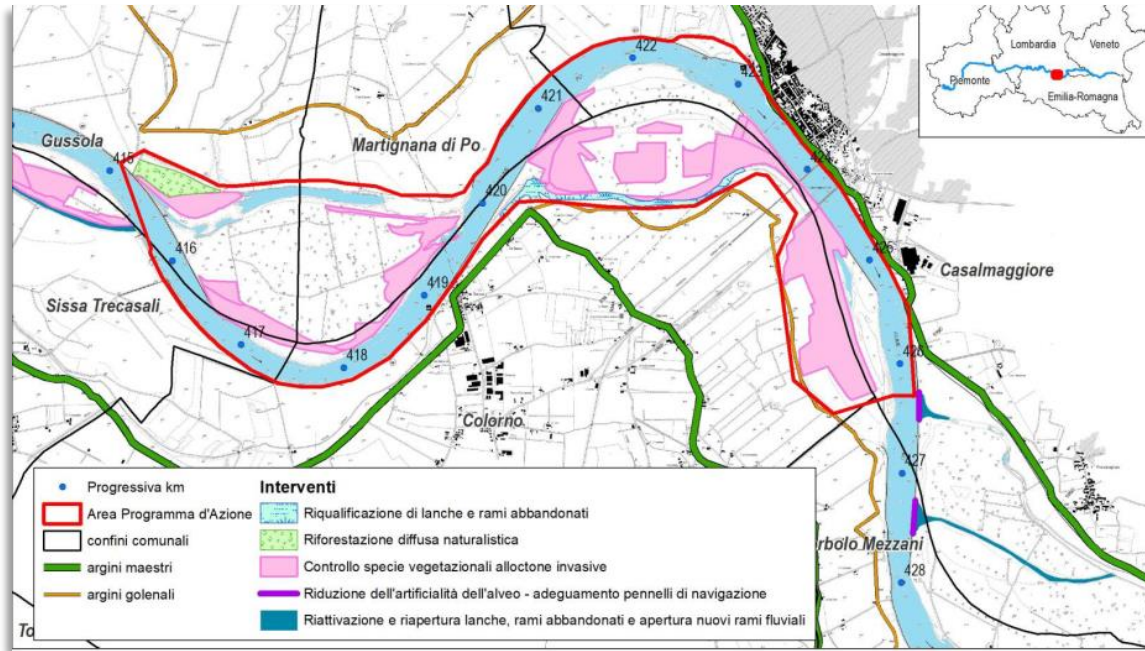 Lombardia
Veneto
Piemonte
Emilia-Romagna
422
423
421
Gussola
Martignana di Po
415
424
420
416
425
Casalmaggiore
419
Sissa Trecasali
417
418
426
Colorno
427
rbolo Mezzani
428
To
Progressiva km
Area Programma d'Azione
confini comunali
argini maestri
argini golenali
Interventi
Riqualificazione di lanche e rami abbandonati
Riforestazione diffusa naturalistica
Controllo specie vegetazionali alloctone invasive
Riduzione dell'artificialità dell'alveo - adeguamento pennelli di navigazione
Riattivazione e riapertura lanche, rami abbandonati e apertura nuovi rami fluviali